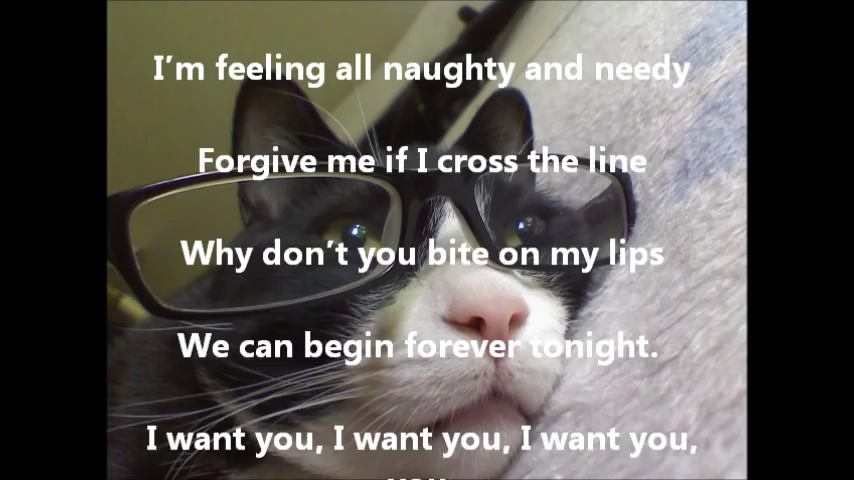 I’m feeling all naughty and needy
Forgive me if I cross the line
Why don’t you bite on my lips
We can begin forever tonight.
I want you, I want you, I want you,